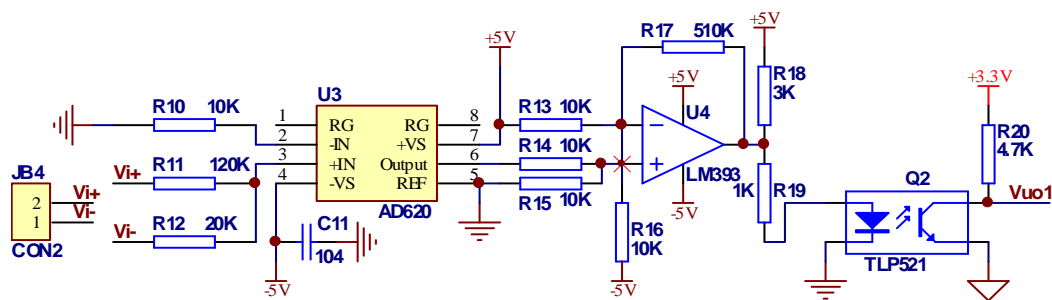 +5V
R17
510K
+5V
+5V
R18
3K
+3.3V
U3
R10
10K
1
RG
RG
8
R13
10K
U4
R20
4.7K
2
-IN
+VS
7
R11
120K
3
+IN
Output
6
R14
10K
LM393
JB4
Vi+
4
-VS
REF
5
R15
10K
1K
R19
Q2
Vuo1
2
Vi+
AD620
-5V
1
Vi-
Vi-
R12
20K
C11
104
R16
10K
CON2
-5V
-5V
TLP521